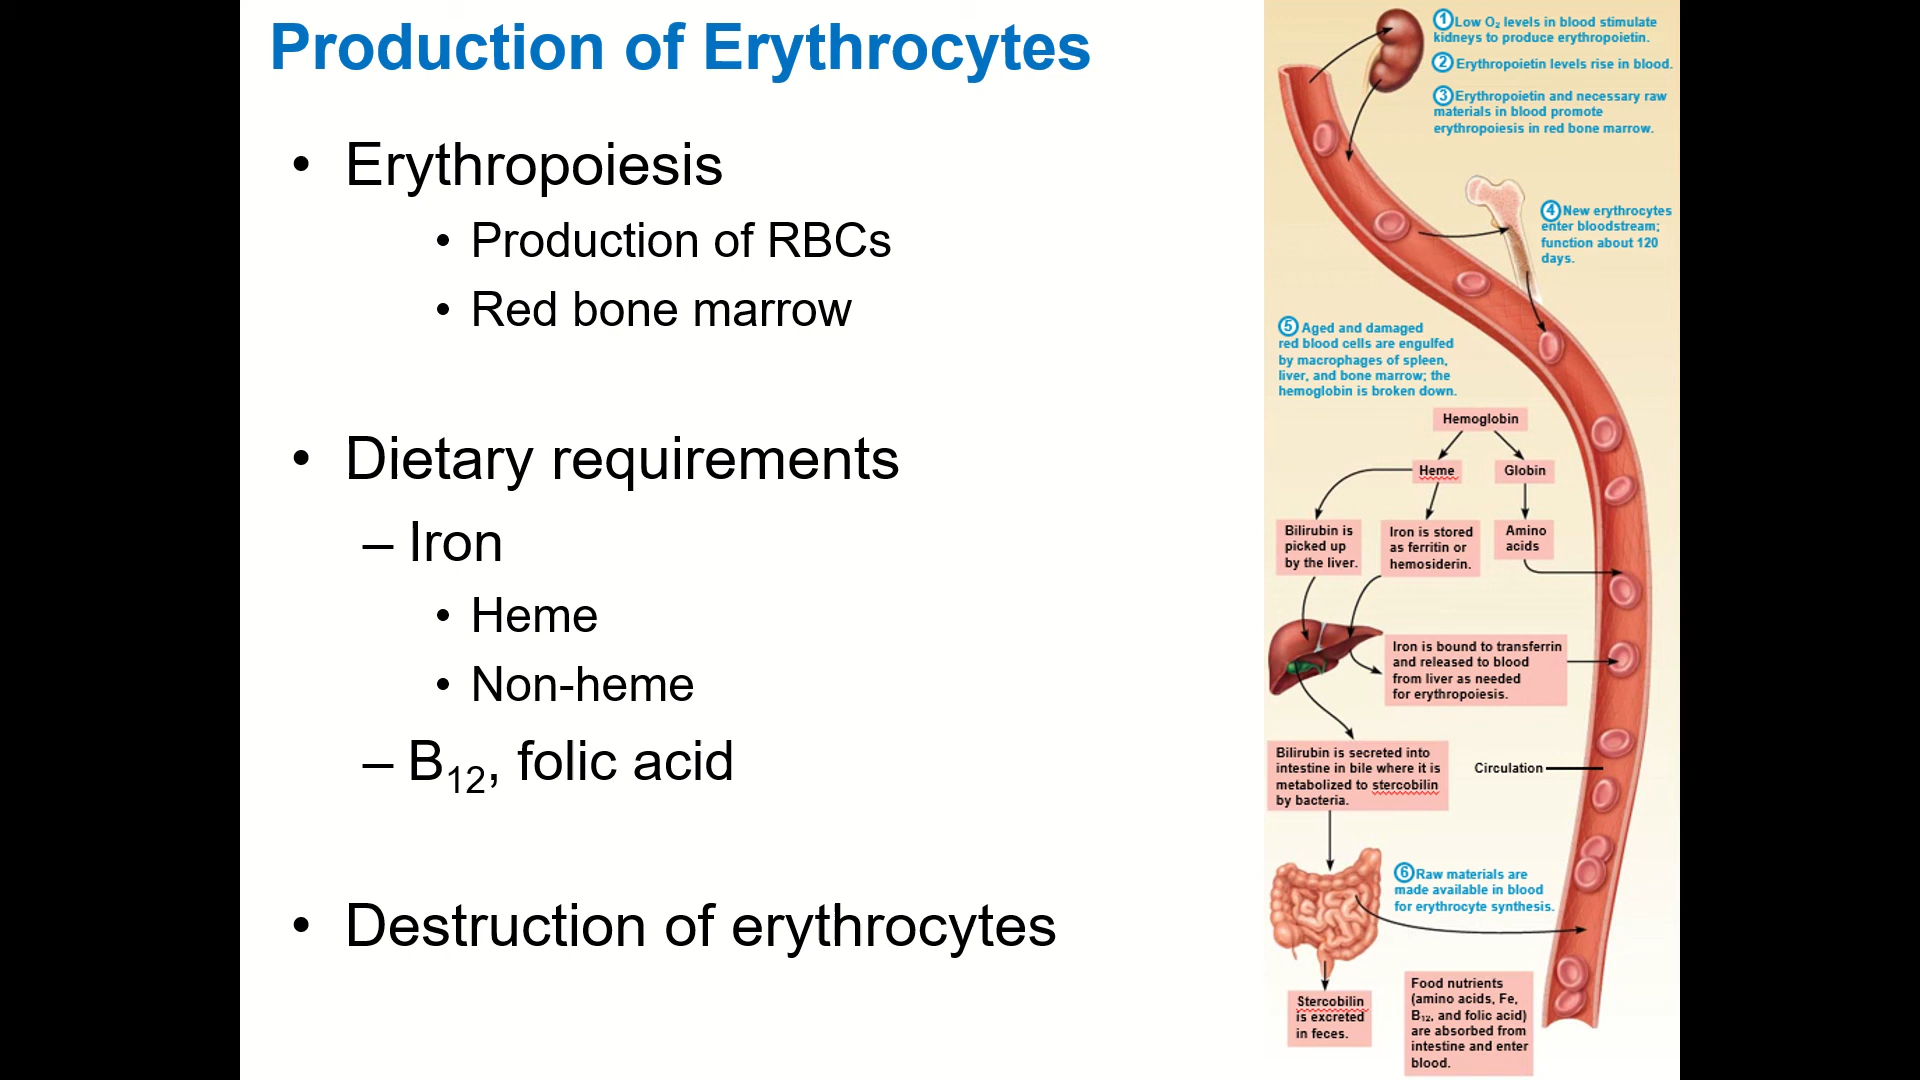 Production of Erythrocytes
• Erythropoiesis
• Production of RBCs
• Red bone marrow
• Dietary requirements
– Iron
• Heme
• Non-heme
– B12, folic acid
• Destruction of erythrocytes
1 Low O2 levels in blood stimulate
kidneys to produce erythropoietin.
2 Erythropoietin levels rise in blood.
3 Erythropoietin and necessary raw
materials in blood promote
erythropoiesis in red bone marrow.
4 New erythrocytes
enter bloodstream;
function about 120
days.
5 Aged and damaged
red blood cells are engulfed
by macrophages of spleen,
liver, and bone marrow; the
hemoglobin is broken down.
Hemoglobin
Heme
Globin
Bilirubin is
picked up
by the liver.
Iron is stored
as ferritin or
hemosiderin.
Amino
acids
Iron is bound to transferrin
and released to blood
from liver as needed
for erythropoiesis.
Bilirubin is secreted into
intestine in bile where it is
metabolized to stercobilin
by bacteria.
Circulation
6 Raw materials are
made available in blood
for erythrocyte synthesis.
Stercobilin
is excreted
in feces.
Food nutrients
(amino acids, Fe,
B12, and folic acid)
are absorbed from
intestine and enter
blood.